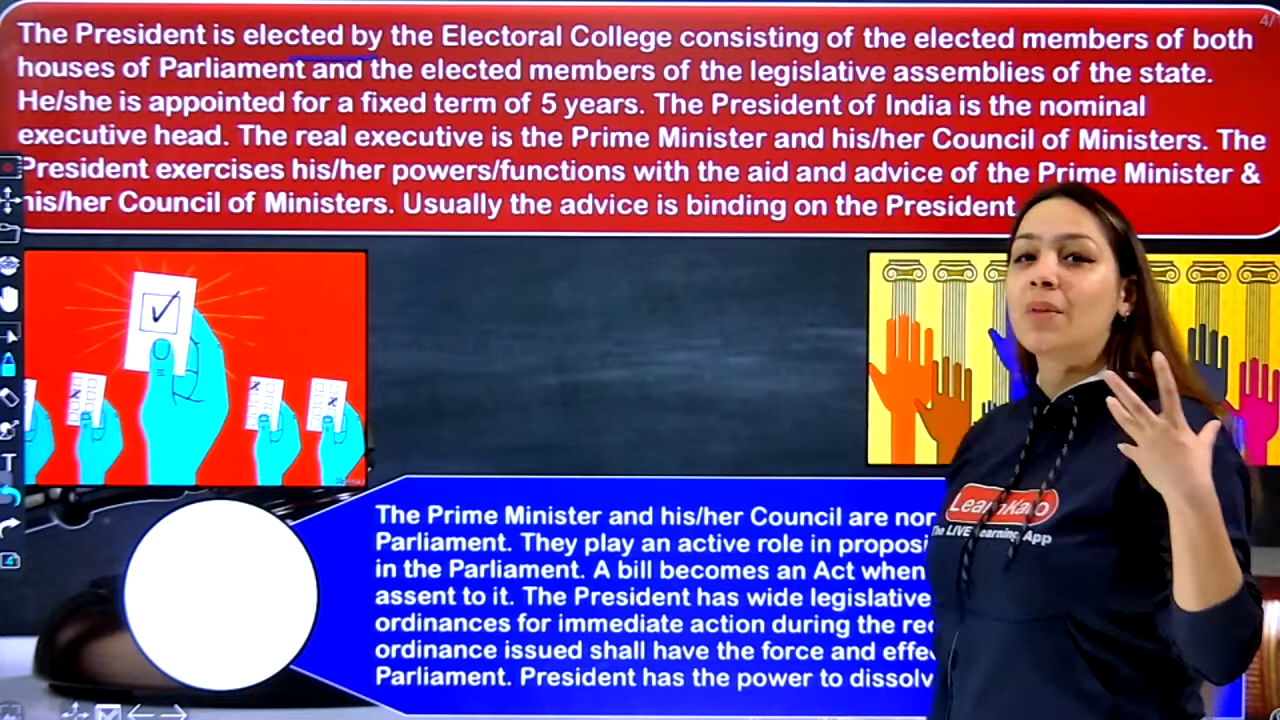 4/
The President is elected by the Electoral College consisting of the elected members of both
houses of Parliament and the elected members of the legislative assemblies of the state.
He/she is appointed for a fixed term of 5 years. The President of India is the nominal
executive head. The real executive is the Prime Minister and his/her Council of Ministers. The
President exercises his/her powers/functions with the aid and advice of the Prime Minister &
his/her Council of Ministers. Usually the advice is binding on the President
The Prime Minister and his/her Council are nor
Parliament. They play an active role in proposi
in the Parliament. A bill becomes an Act when
assent to it. The President has wide legislative
ordinances for immediate action during the rec
ordinance issued shall have the force and effe
Parliament. President has the power to dissolv
LearnKaro
The LIVE Learning App
T